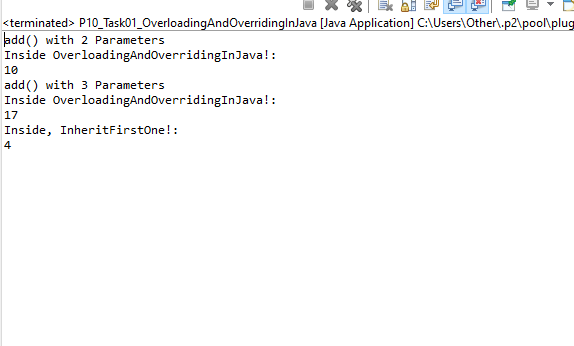 <terminated> P10_Task01_OverloadingAndOverridingInJava [Java Application] C:\Users\Other\.p2\pool\plug
add() with 2 Parameters
Inside OverloadingAndOverridingInJava!:
10
add() with 3 Parameters
Inside OverloadingAndOverridingInJava!:
17
Inside, InheritFirstOne!:
4